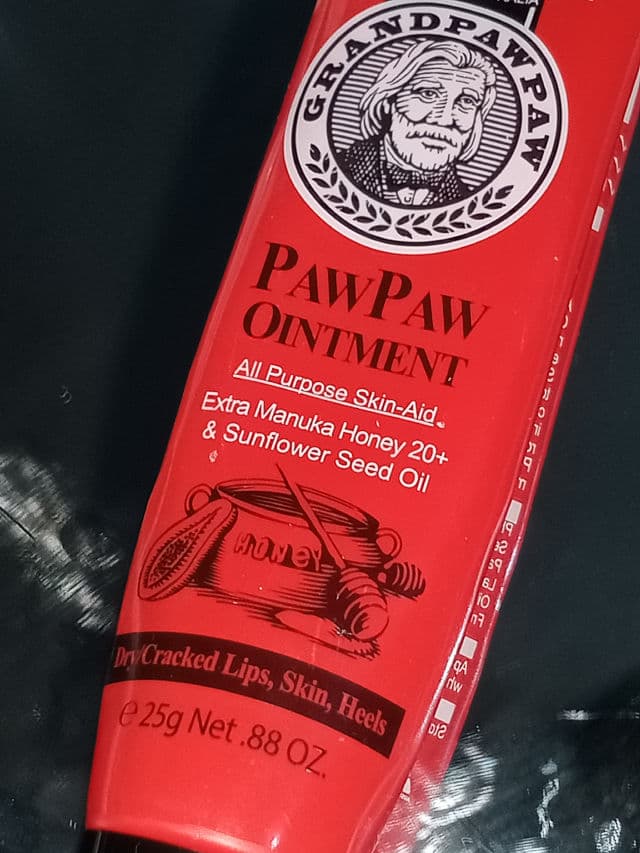 GRANDPAWPAW
PAWPAW
OINTMENT
All Purpose Skin-Aid
Extra Manuka Honey 20+
& Sunflower Seed Oil
HONEY
Dry/Cracked Lips, Skin, Heels
e 25g Net .88 OZ.